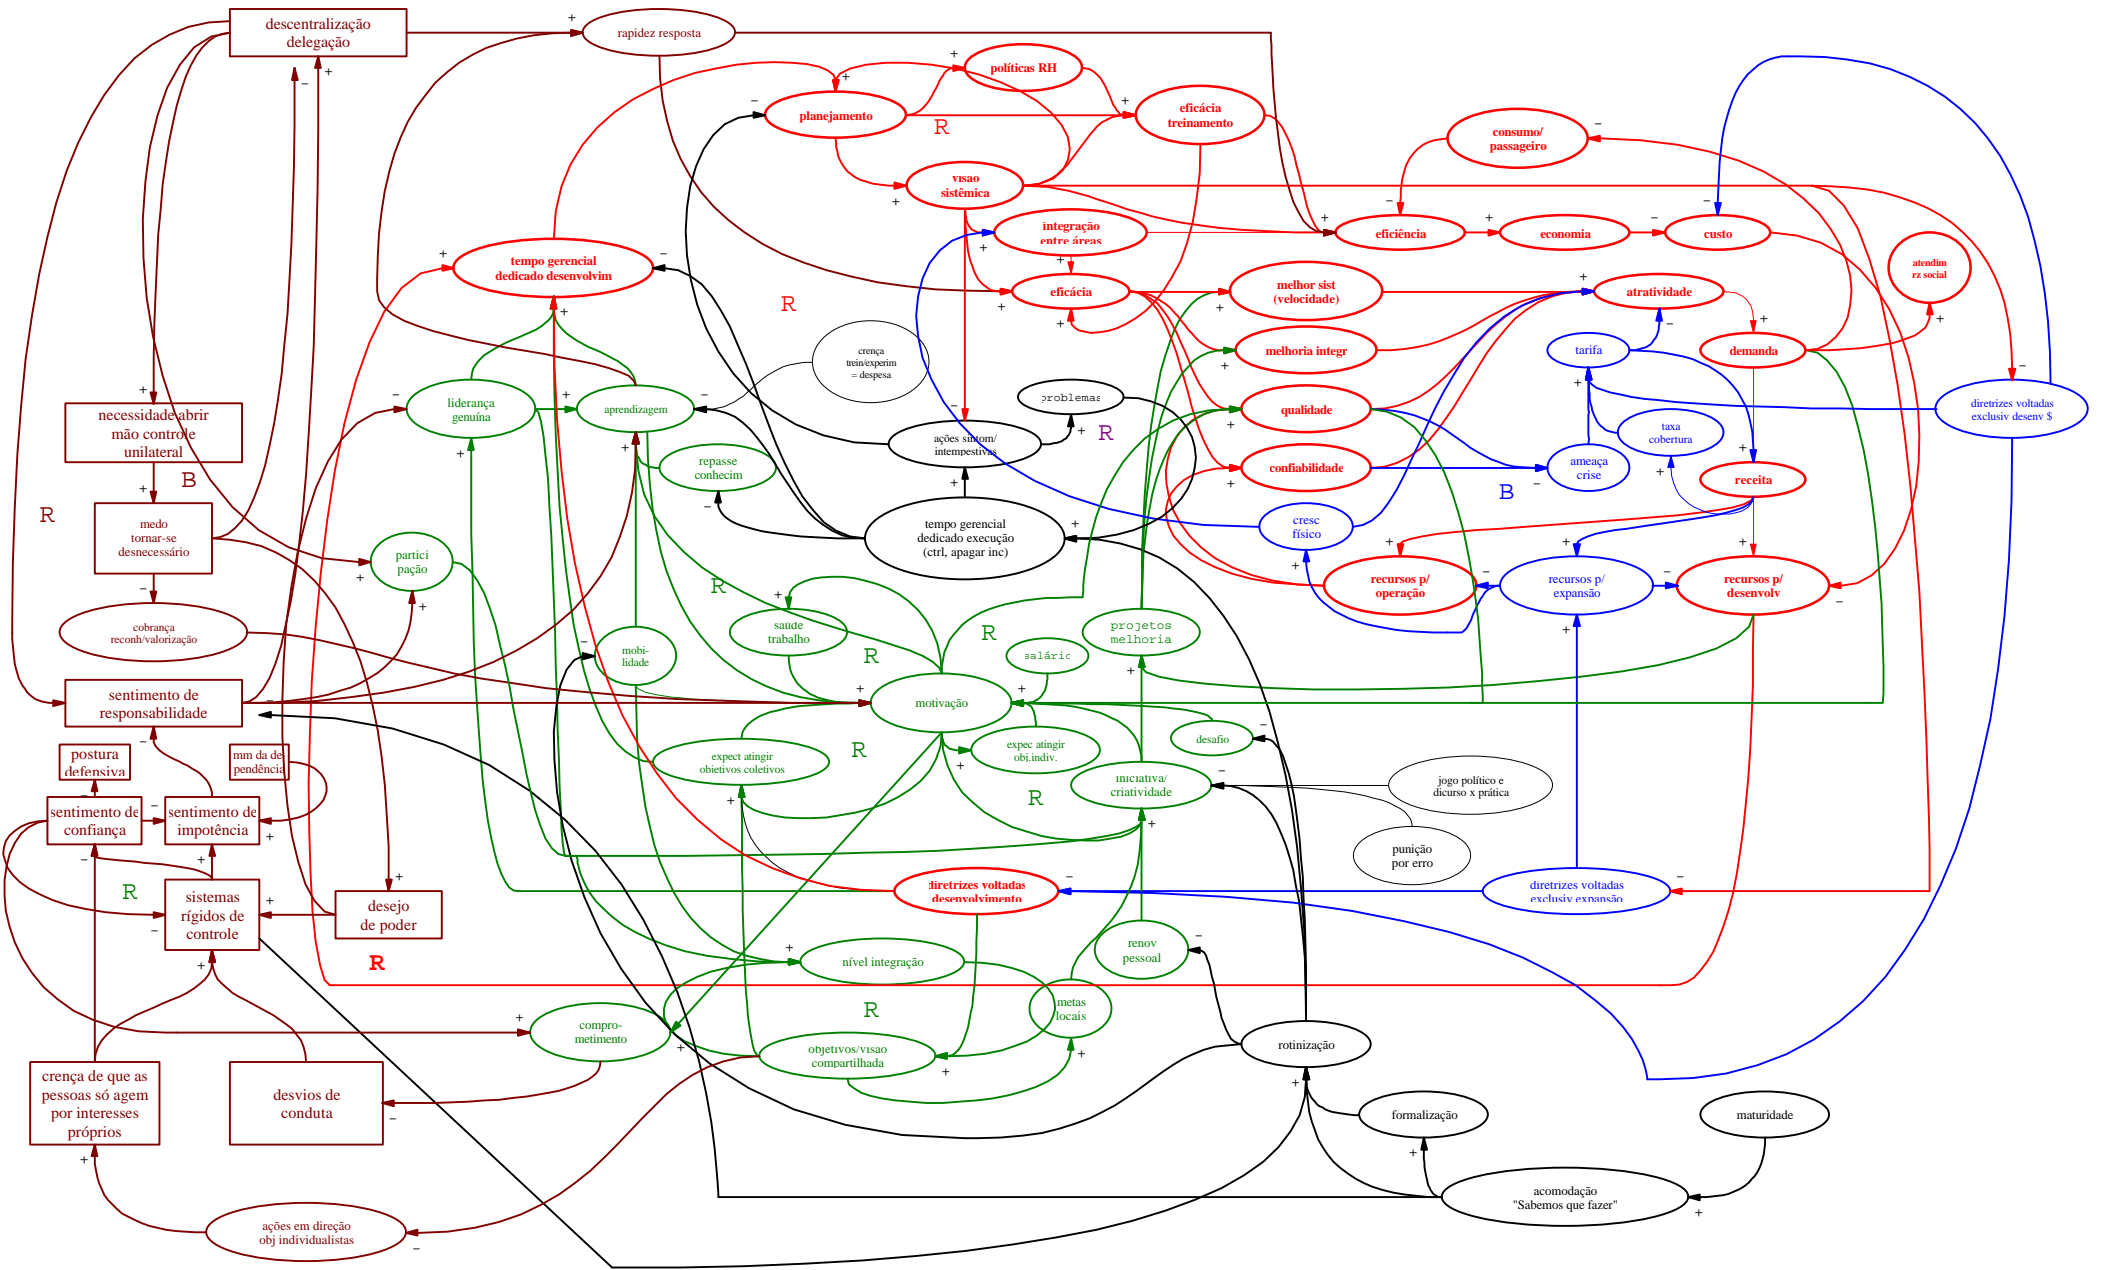 descentralização
delegação
rapidez resposta
políticas RH
planejamento
eficácia
treinamento
consumo/
passageiro
R
visao
sistêmica
integração
entre áreas
eficiência
economia
custo
atendim
rz social
tempo gerencial
dedicado desenvolvim
R
eficácia
melhor sist
(velocidade)
atratividade
crença
trein/experim
= despesa
melhoria integr
tarifa
demanda
necessidade abrir
mão controle
unilateral
liderança
genuína
aprendizagem
problemas
qualidade
diretrizes voltadas
exclusiv desenv $
ações sintom/
intempestivas
R
taxa
cobertura
B
repasse
conhecim
confiabilidade
ameaça
crise
receita
B
R
medo
tornar-se
desnecessário
tempo gerencial
dedicado execução
(ctrl, apagar inc)
cresc
físico
partici
pação
R
recursos p/
operação
recursos p/
expansão
recursos p/
desenvolv
cobrança
reconh/valorização
saude
trabalho
R
projetos
melhoria
mobi-
lidade
R
salário
sentimento de
responsabilidade
motivação
desafio
postura
defensiva
mm da de
pendência
expect atingir
obietivos coletivos
R
expec atingir
obj.indiv.
iniciativa/
criatividade
jogo político e
dicurso x prática
R
sentimento de
confiança
sentimento de
impotência
punição
por erro
R
sistemas
rígidos de
controle
desejo
de poder
diretrizes voltadas
desenvolvimento
diretrizes voltadas
exclusiv expansão
renov
pessoal
R
nível integração
metas
locais
R
compro-
metimento
objetivos/visao
compartilhada
rotinização
crença de que as
pessoas só agem
por interesses
próprios
desvios de
conduta
formalização
maturidade
acomodação
"Sabemos que fazer"
ações em direção
obj individualistas